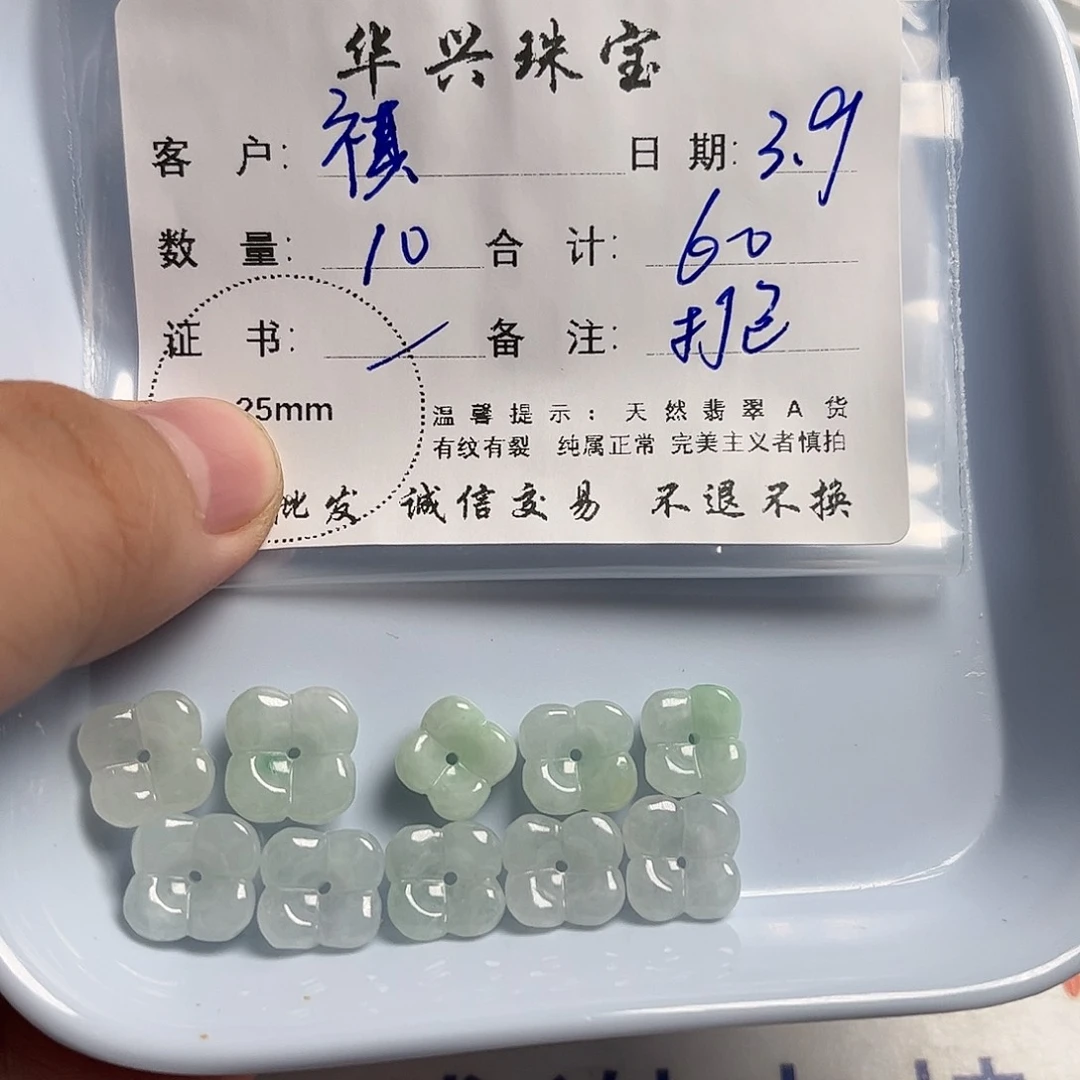 华兴珠宝
客 户: 祺 日 期: 3.9
数 量: 10 合 计: 60
证 书: / 备 注: 打包
25mm 温馨提示：天然翡翠A货
有纹有裂 纯属正常 完美主义者慎拍
批发 诚信交易 不退不换